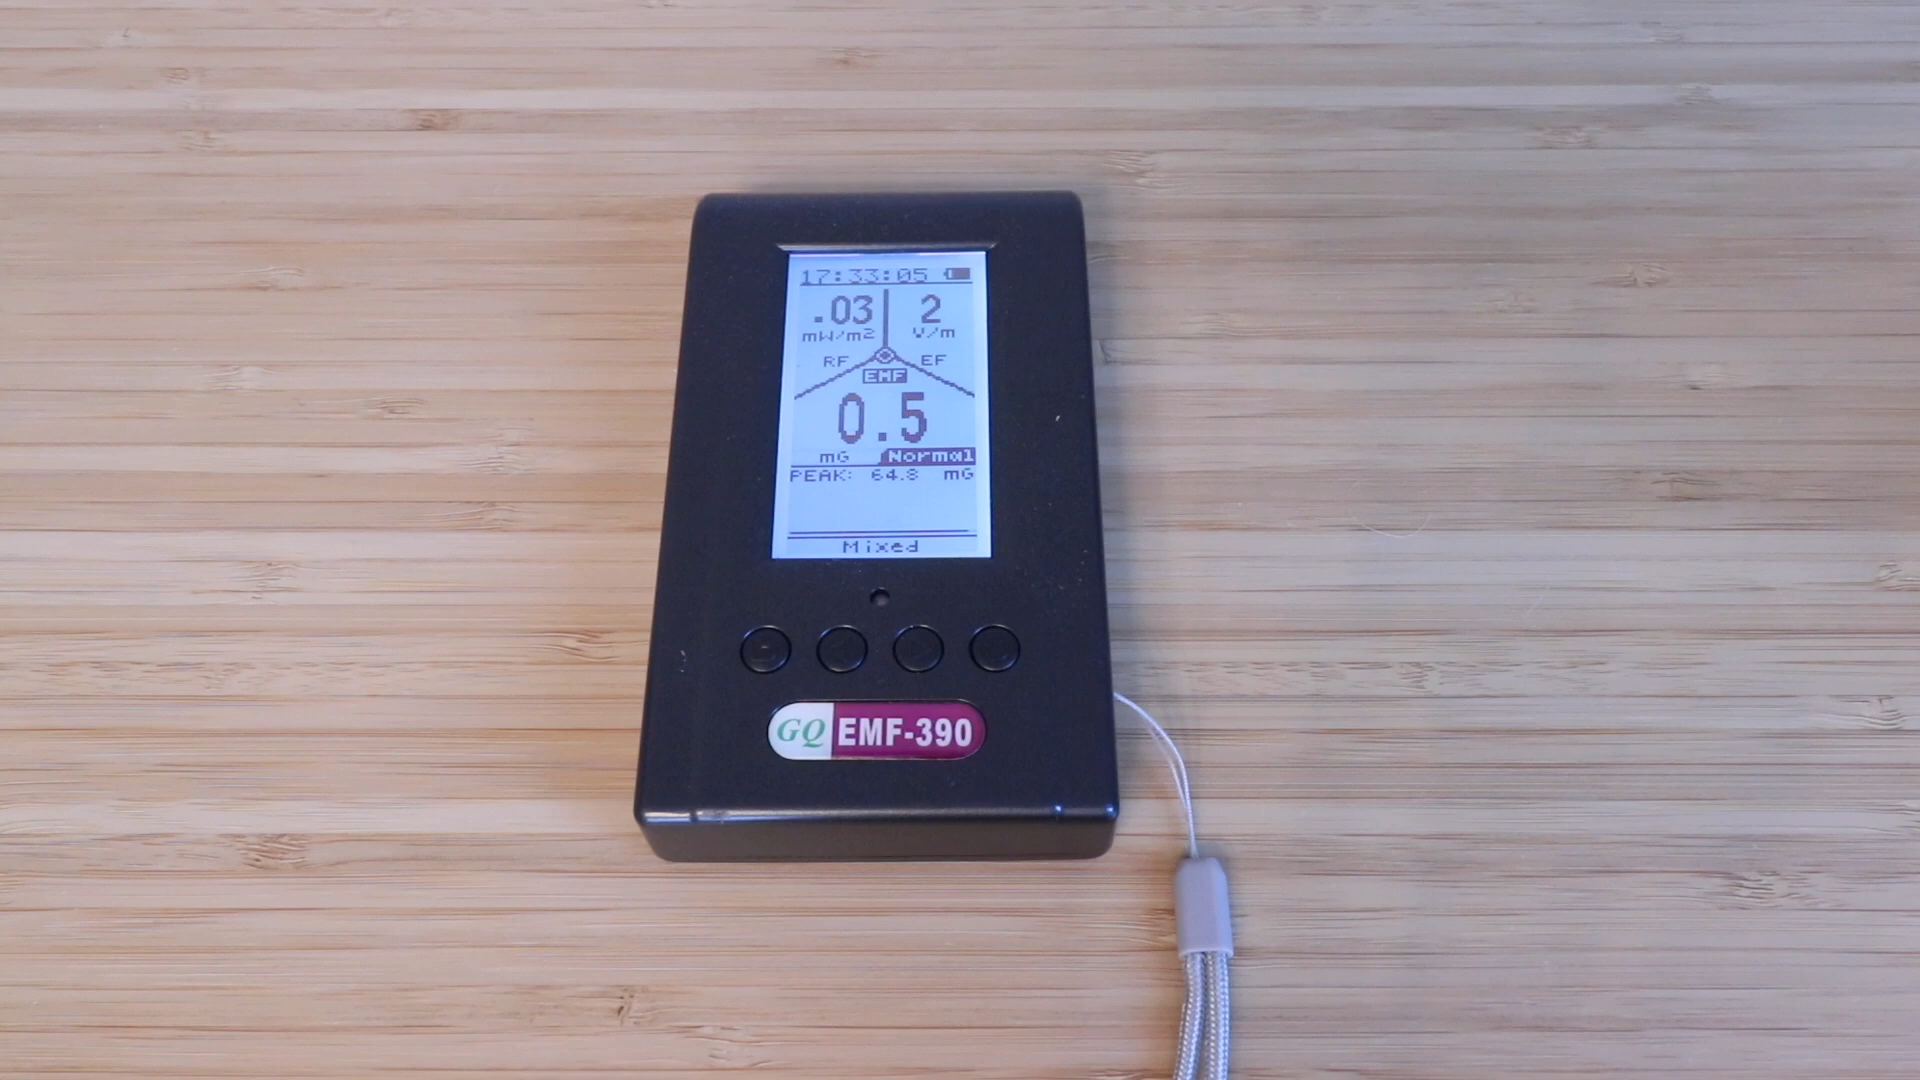 17:33:05
.03 2
mW/m2 V/m
RF EF
EMF
0.5
mG Normal
PEAK: 64.8 mG
Mixed
GQ EMF-390